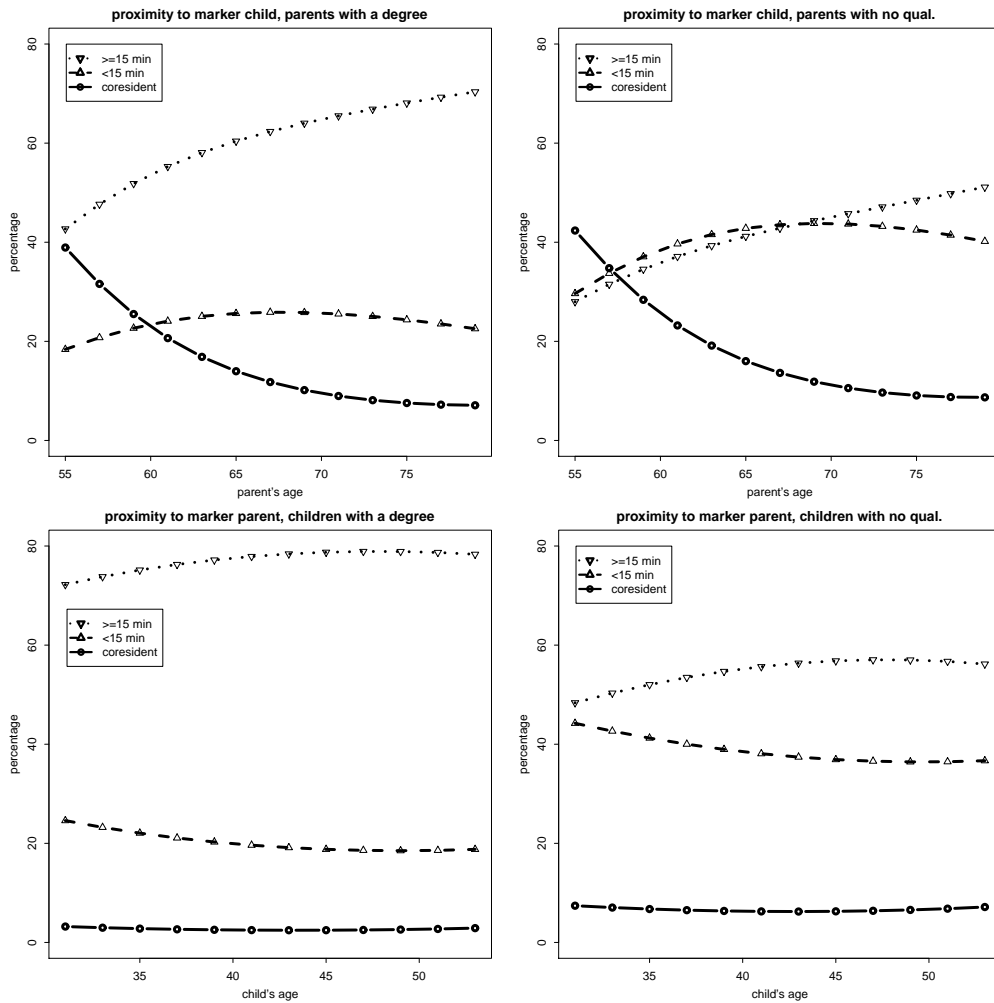 proximity to marker child, parents with a degree
80
60
40
20
0
percentage
>=15 min
<15 min
coresident
55 60 65 70 75
parent's age
proximity to marker child, parents with no qual.
80
60
40
20
0
percentage
>=15 min
<15 min
coresident
55 60 65 70 75
parent's age
proximity to marker parent, children with a degree
80
60
40
20
0
percentage
>=15 min
<15 min
coresident
35 40 45 50
child's age
proximity to marker parent, children with no qual.
80
60
40
20
0
percentage
>=15 min
<15 min
coresident
35 40 45 50
child's age